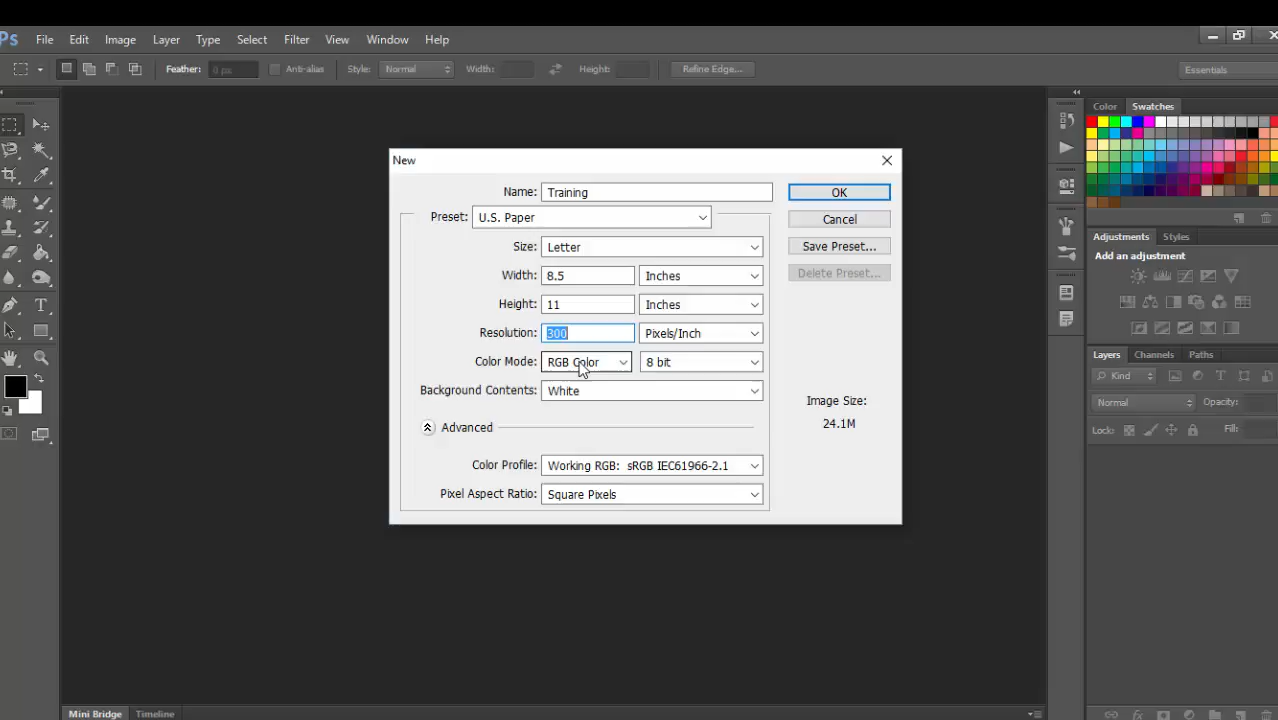 Ps File Edit Image Layer Type Select Filter View Window Help
Feather: 0 px Anti-alias Style: Normal Width: Height: Refine Edge... Essentials
Color Swatches
New
Name: Training OK
Preset: U.S. Paper Cancel
Size: Letter Save Preset...
Width: 8.5 Inches Delete Preset...
Height: 11 Inches
Resolution: 300 Pixels/Inch
Color Mode: RGB Color 8 bit
Background Contents: White
Image Size:
24.1M
Advanced
Color Profile: Working RGB: sRGB IEC61966-2.1
Pixel Aspect Ratio: Square Pixels
Adjustments Styles
Add an adjustment
Layers Channels Paths
Kind
Normal Opacity:
Lock: Fill:
Mini Bridge Timeline